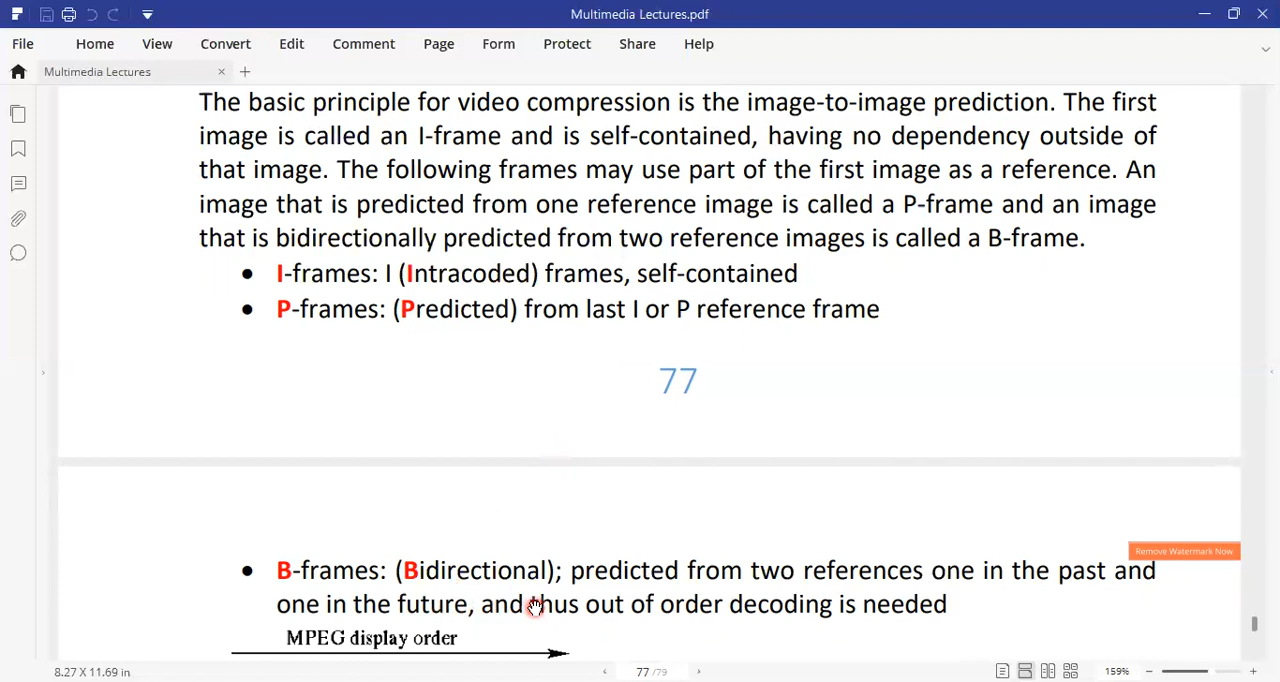 Multimedia Lectures.pdf
File Home View Convert Edit Comment Page Form Protect Share Help
Multimedia Lectures
The basic principle for video compression is the image-to-image prediction. The first
image is called an I-frame and is self-contained, having no dependency outside of
that image. The following frames may use part of the first image as a reference. An
image that is predicted from one reference image is called a P-frame and an image
that is bidirectionally predicted from two reference images is called a B-frame.
• I-frames: I (Intracoded) frames, self-contained
• P-frames: (Predicted) from last I or P reference frame
77
Remove Watermark Now
• B-frames: (Bidirectional); predicted from two references one in the past and
one in the future, and thus out of order decoding is needed
MPEG display order
8.27 X 11.69 in 77 /79 159%